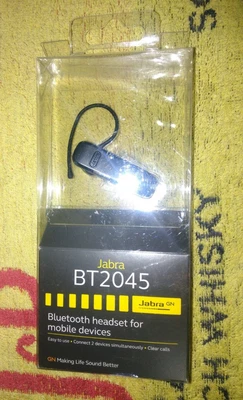 Jabra
BT2045
Jabra GN
Bluetooth headset for
mobile devices
Easy to use • Connect 2 devices simultaneously • Clear calls
GN Making Life Sound Better
WHISKY